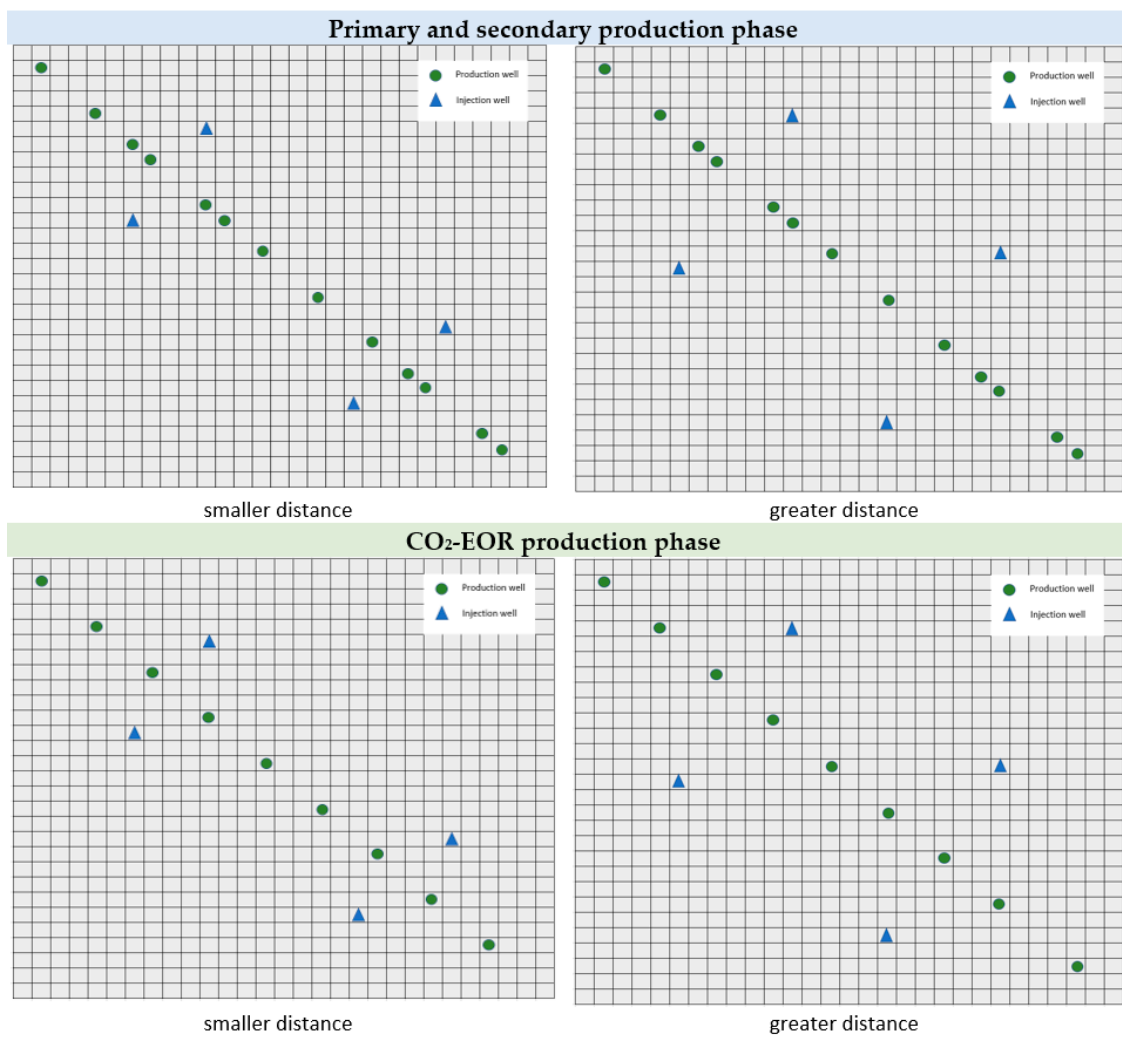 Primary and secondary production phase
Production well
Injection well
Production well
Injection well
smaller distance
greater distance
CO₂-EOR production phase
Production well
Injection well
Production well
Injection well
smaller distance
greater distance